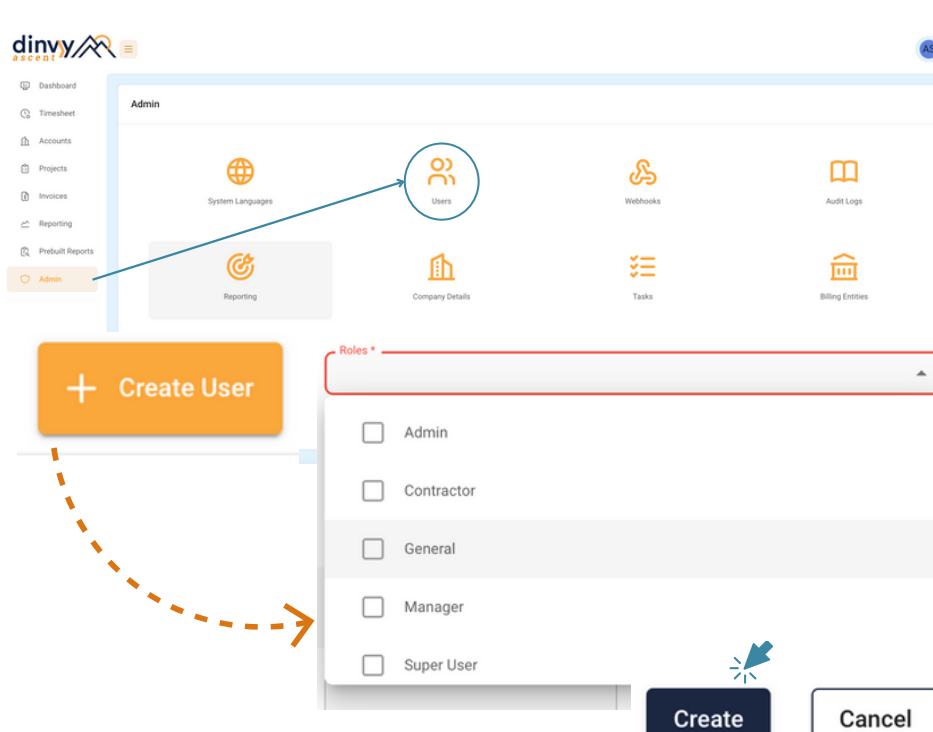 dinvy
ascent
AS
Dashboard
Timesheet
Accounts
Projects
Invoices
Reporting
Prebuilt Reports
Admin
Admin
System Languages
Users
Webhooks
Audit Logs
Reporting
Company Details
Tasks
Billing Entities
+ Create User
Roles *
Admin
Contractor
General
Manager
Super User
Create
Cancel